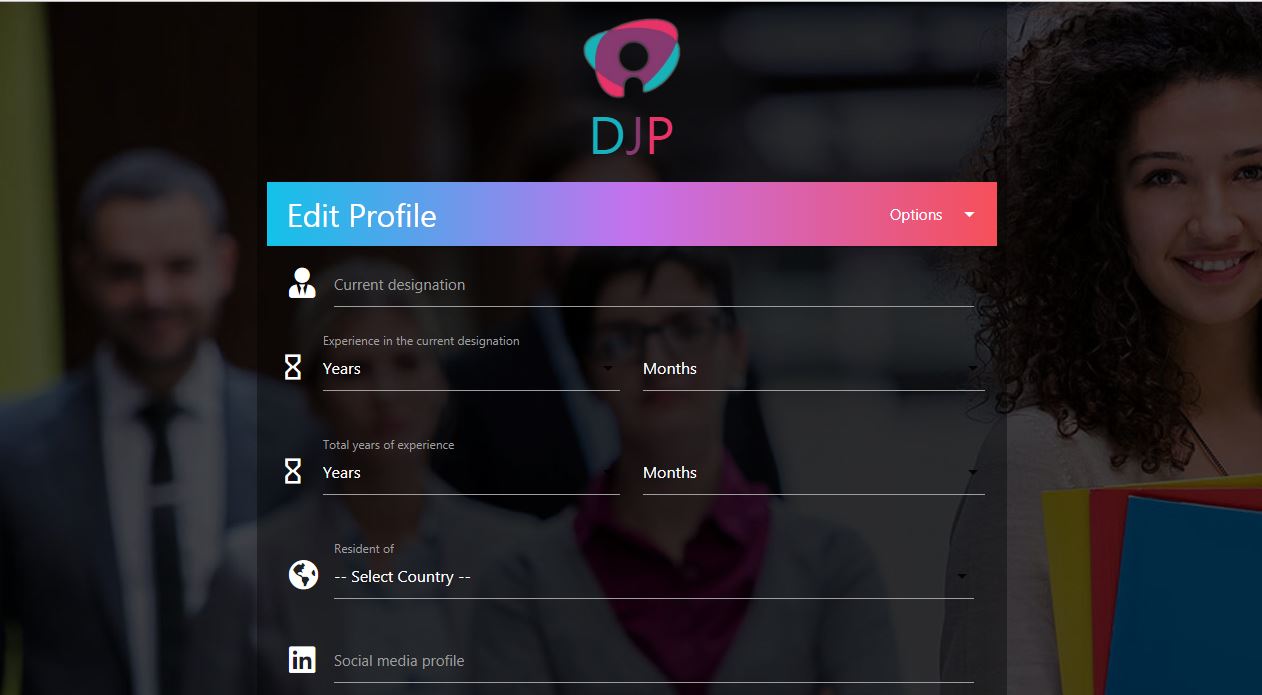 DJP
Edit Profile
Options
Current designation
Experience in the current designation
Years
Months
Total years of experience
Years
Months
Resident of
-- Select Country --
in
Social media profile